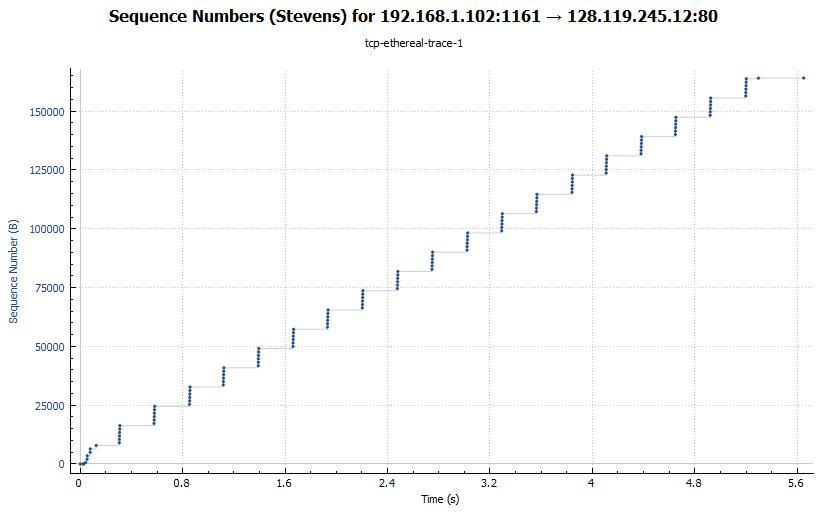 Sequence Numbers (Stevens) for 192.168.1.102:1161 → 128.119.245.12:80
tcp-ethereal-trace-1
Sequence Number (B)
150000
125000
100000
75000
50000
25000
0
0 0.8 1.6 2.4 3.2 4 4.8 5.6
Time (s)